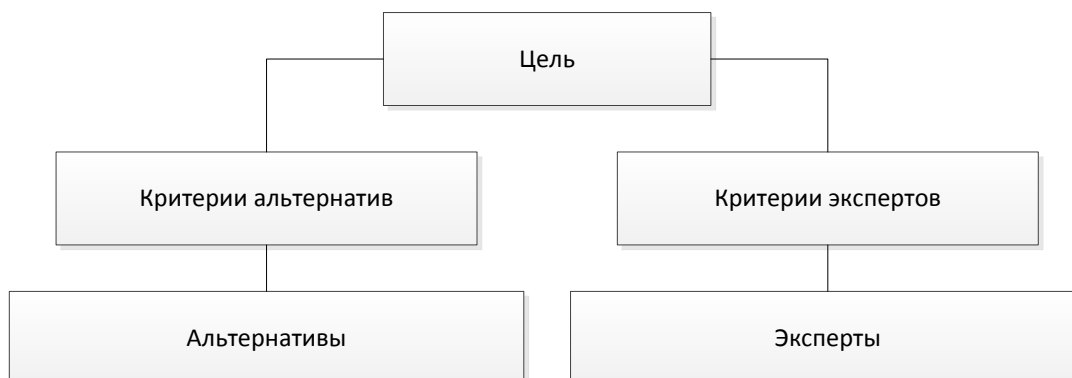 Цель
Критерии альтернатив
Критерии экспертов
Альтернативы
Эксперты